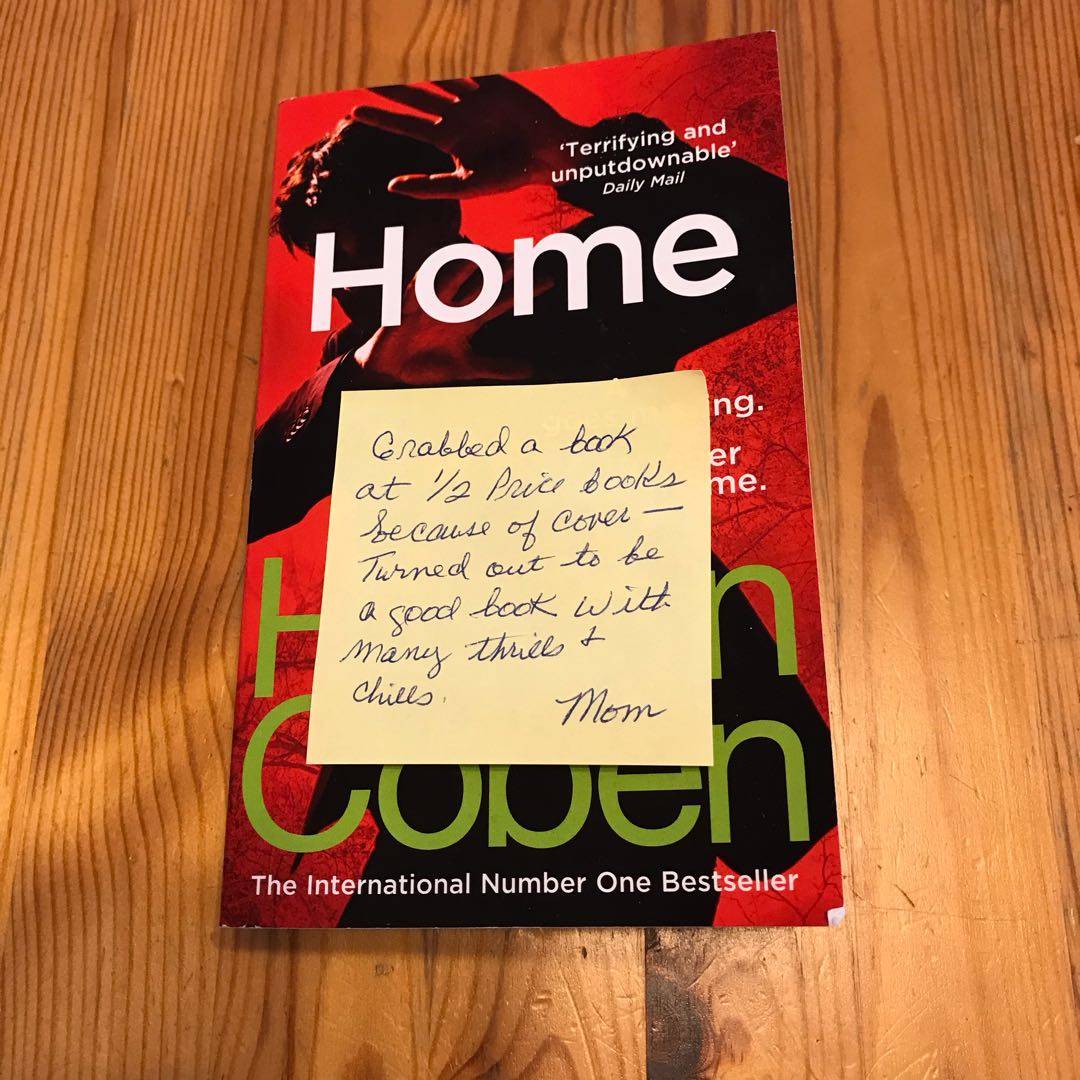 'Terrifying and
unputdownable'
Daily Mail
Home
ng.
er
me.
Grabbed a book
at 1/2 Price books
because of cover —
Turned out to be
a good book with
many thrills &
chills.
Mom
H n
Coben
The International Number One Bestseller